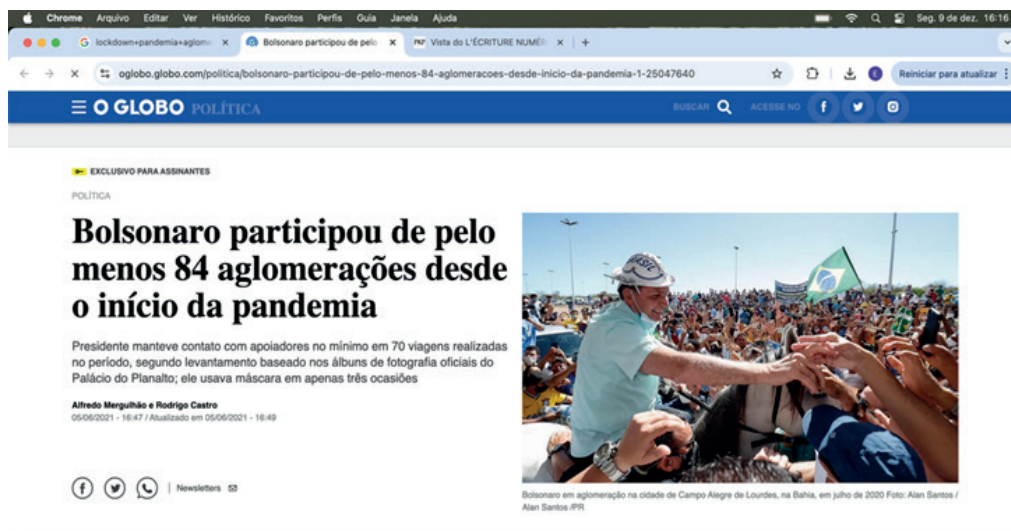 Chrome Arquivo Editar Ver Histórico Favoritos Perfis Guia Janela Ajuda Seg. 9 de dez. 16:16
lockdown+pandemia+aglom Bolsonaro participou de pelo Vista do L'ÉCRITURE NUMÉR
oglobo.globo.com/politica/bolsonaro-participou-de-pelo-menos-84-aglomeracoes-desde-inicio-da-pandemia-1-25047640 Reiniciar para atualizar
O GLOBO POLÍTICA BUSCAR ACESSE NO
EXCLUSIVO PARA ASSINANTES
POLÍTICA
Bolsonaro participou de pelo
menos 84 aglomerações desde
o início da pandemia
Presidente manteve contato com apoiadores no mínimo em 70 viagens realizadas
no período, segundo levantamento baseado nos álbuns de fotografia oficiais do
Palácio do Planalto; ele usava máscara em apenas três ocasiões
Alfredo Mergulhão e Rodrigo Castro
05/06/2021 - 16:47 / Atualizado em 05/06/2021 - 16:49
Newsletters
BRASIL
Bolsonaro em aglomeração na cidade de Campo Alegre de Lourdes, na Bahia, em julho de 2020 Foto: Alan Santos /
Alan Santos /PR